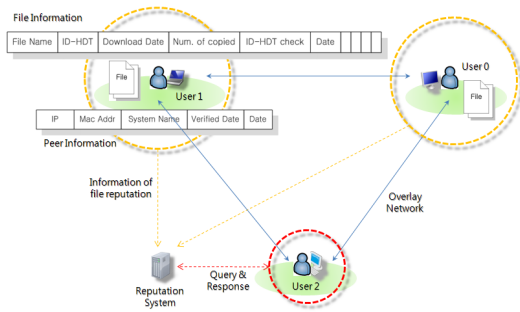 File Information
File Name ID-HDT Download Date Num. of copied ID-HDT check Date
File
User 1
User 0
File
IP Mac Addr System Name Verified Date Date
Peer Information
Information of
file reputation
Overlay
Network
Query &
Response
Reputation
System
User 2